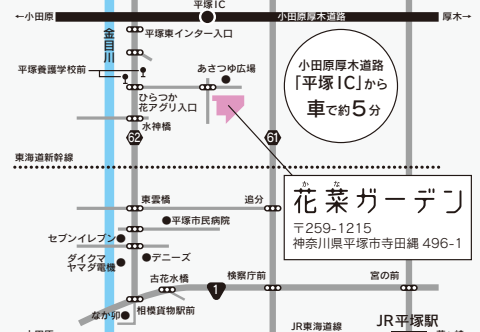 平塚IC
←小田原
小田原厚木道路
厚木→
平塚東インター入口
金目川
小田原厚木道路
「平塚IC」から
車で約5分
平塚養護学校前
あさつゆ広場
ひらつか
花アグリ入口
水神橋
62
61
東海道新幹線
かな
花菜ガーデン
〒259-1215
神奈川県平塚市寺田縄 496-1
東雲橋
追分
平塚市民病院
セブンイレブン
デニーズ
ダイクマ
ヤマダ電機
古花水橋
検察庁前
宮の前
1
相模貨物駅前
なか卯
JR平塚駅
JR東海道線